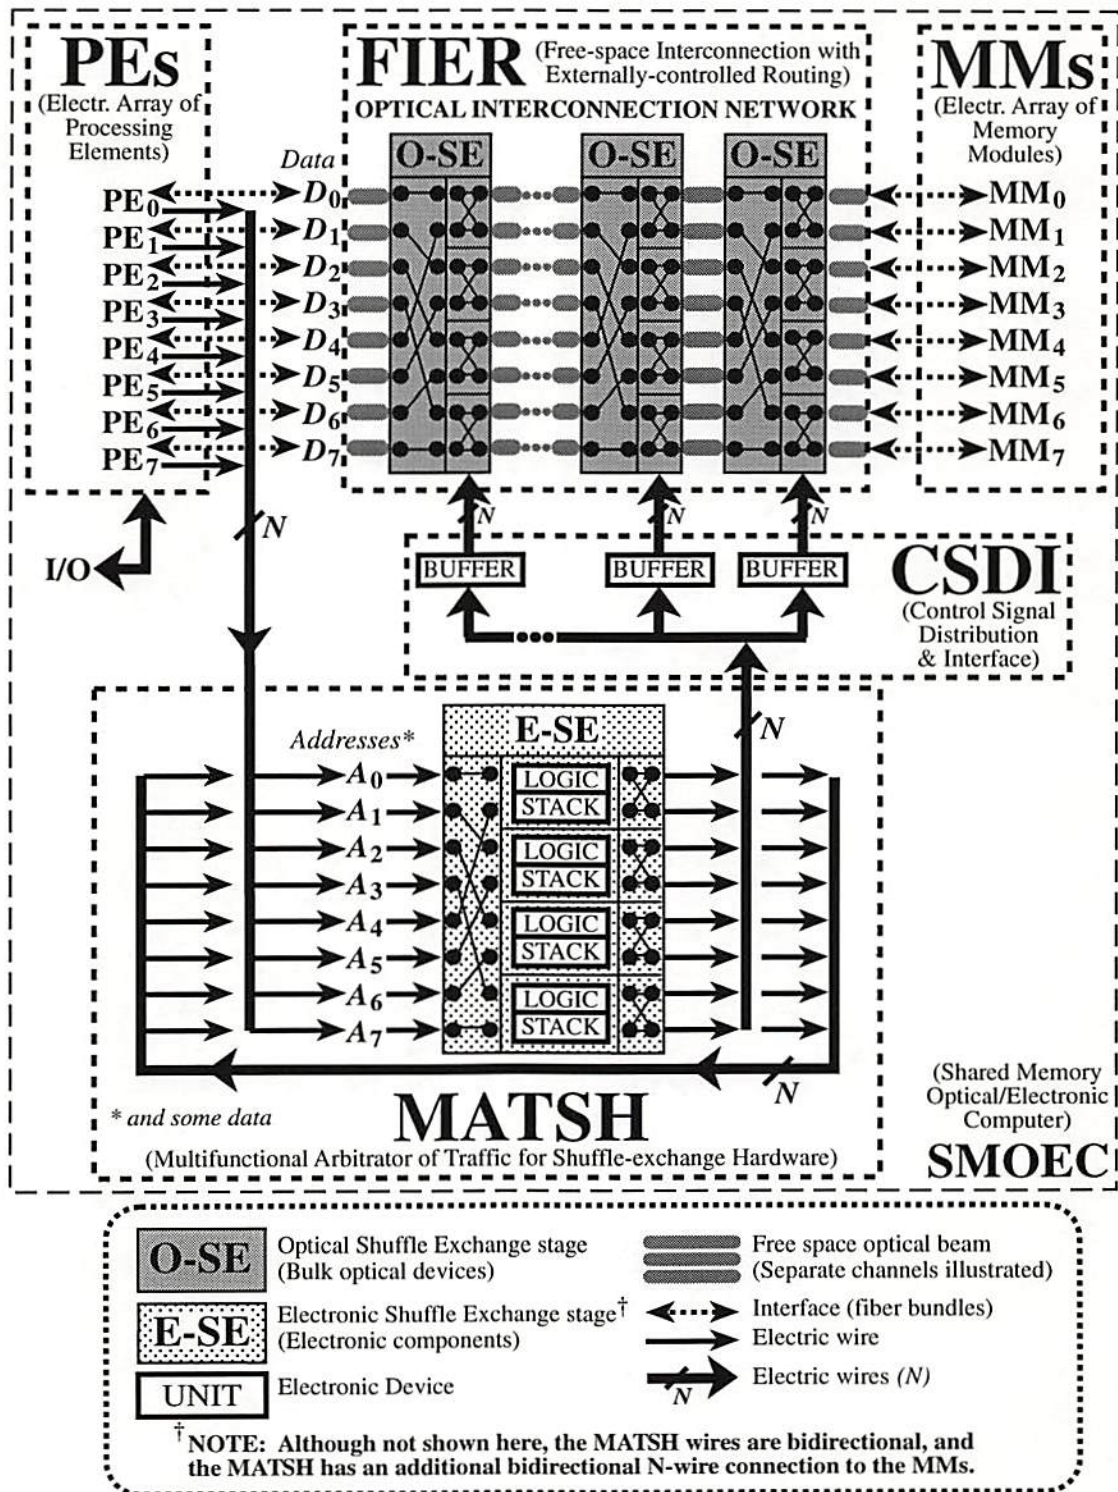 PEs
(Electr. Array of
Processing
Elements)
PE0
PE1
PE2
PE3
PE4
PE5
PE6
PE7
I/O
N
Data
D0
D1
D2
D3
D4
D5
D6
D7
FIER (Free-space Interconnection with
Externally-controlled Routing)
OPTICAL INTERCONNECTION NETWORK
O-SE O-SE O-SE
MMs
(Electr. Array of
Memory
Modules)
MM0
MM1
MM2
MM3
MM4
MM5
MM6
MM7
N N N
BUFFER BUFFER BUFFER
CSDI
(Control Signal
Distribution
& Interface)
N
Addresses*
E-SE
A0
A1
A2
A3
A4
A5
A6
A7
LOGIC
STACK
LOGIC
STACK
LOGIC
STACK
LOGIC
STACK
N
* and some data
MATSH
(Multifunctional Arbitrator of Traffic for Shuffle-exchange Hardware)
(Shared Memory
Optical/Electronic
Computer)
SMOEC
O-SE
Optical Shuffle Exchange stage
(Bulk optical devices)
E-SE
Electronic Shuffle Exchange stage†
(Electronic components)
UNIT
Electronic Device
Free space optical beam
(Separate channels illustrated)
Interface (fiber bundles)
Electric wire
N
Electric wires (N)
†NOTE: Although not shown here, the MATSH wires are bidirectional, and
the MATSH has an additional bidirectional N-wire connection to the MMs.